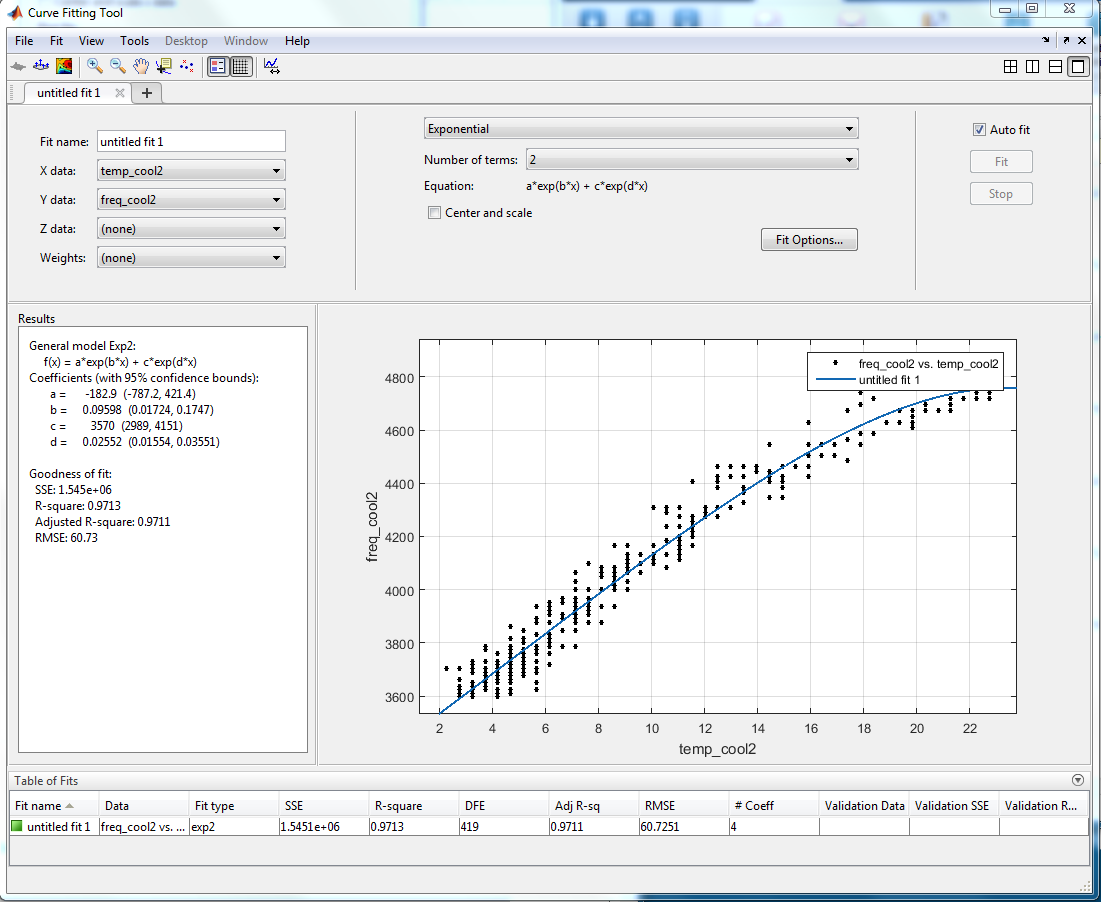 Curve Fitting Tool
File Fit View Tools Desktop Window Help
untitled fit 1
Fit name: untitled fit 1
X data: temp_cool2
Y data: freq_cool2
Z data: (none)
Weights: (none)
Exponential
Number of terms: 2
Equation: a*exp(b*x) + c*exp(d*x)
Center and scale
Fit Options...
Auto fit
Fit
Stop
Results
General model Exp2:
f(x) = a*exp(b*x) + c*exp(d*x)
Coefficients (with 95% confidence bounds):
a = -182.9 (-787.2, 421.4)
b = 0.09598 (0.01724, 0.1747)
c = 3570 (2989, 4151)
d = 0.02552 (0.01554, 0.03551)
Goodness of fit:
SSE: 1.545e+06
R-square: 0.9713
Adjusted R-square: 0.9711
RMSE: 60.73
freq_cool2 vs. temp_cool2
untitled fit 1
4800
4600
4400
4200
4000
3800
3600
freq_cool2
2 4 6 8 10 12 14 16 18 20 22
temp_cool2
Table of Fits
Fit name Data Fit type SSE R-square DFE Adj R-sq RMSE # Coeff Validation Data Validation SSE Validation R...
untitled fit 1 freq_cool2 vs. ... exp2 1.5451e+06 0.9713 419 0.9711 60.7251 4